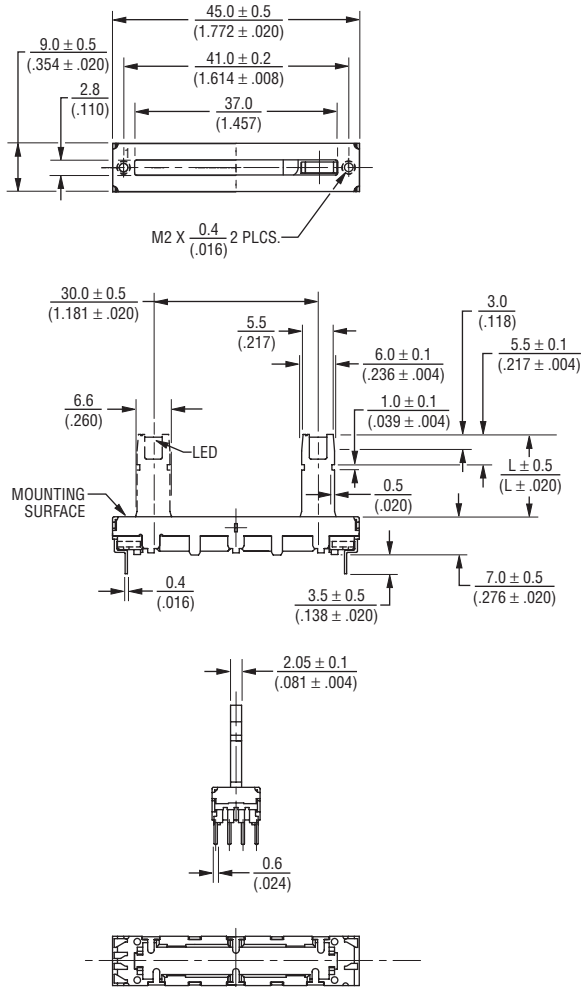 45.0 ± 0.5
(1.772 ± .020)
9.0 ± 0.5
(.354 ± .020)
41.0 ± 0.2
(1.614 ± .008)
2.8
(.110)
37.0
(1.457)
1
M2 X 0.4 2 PLCS.
(.016)
30.0 ± 0.5
(1.181 ± .020)
3.0
(.118)
5.5
(.217)
5.5 ± 0.1
(.217 ± .004)
6.0 ± 0.1
(.236 ± .004)
6.6
(.260)
1.0 ± 0.1
(.039 ± .004)
LED
L ± 0.5
(L ± .020)
MOUNTING
SURFACE
0.5
(.020)
0.4
(.016)
3.5 ± 0.5
(.138 ± .020)
7.0 ± 0.5
(.276 ± .020)
2.05 ± 0.1
(.081 ± .004)
0.6
(.024)